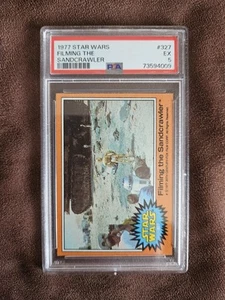 1977 STAR WARS #327
FILMING THE EX
SANDCRAWLER 5
PSA 73594009
Filming the Sandcrawler
STAR
WARS